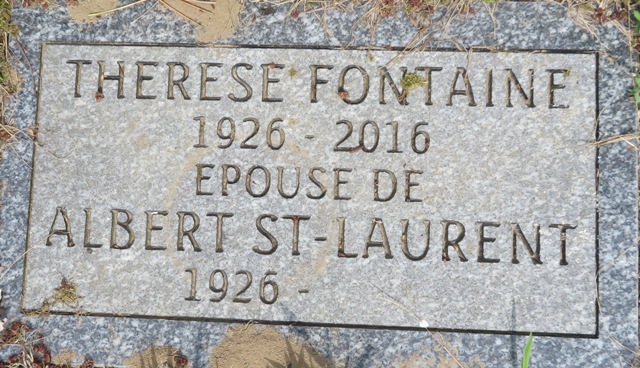 THERESE FONTAINE
1926 - 2016
EPOUSE DE
ALBERT ST-LAURENT
1926 -